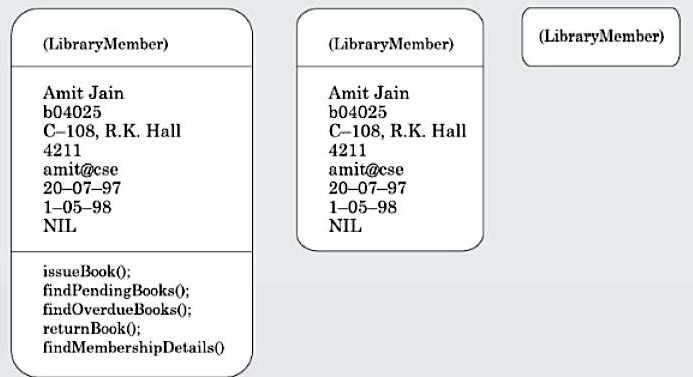 (LibraryMember)
Amit Jain
b04025
C–108, R.K. Hall
4211
amit@cse
20–07–97
1–05–98
NIL
issueBook();
findPendingBooks();
findOverdueBooks();
returnBook();
findMembershipDetails()
(LibraryMember)
Amit Jain
b04025
C–108, R.K. Hall
4211
amit@cse
20–07–97
1–05–98
NIL
(LibraryMember)